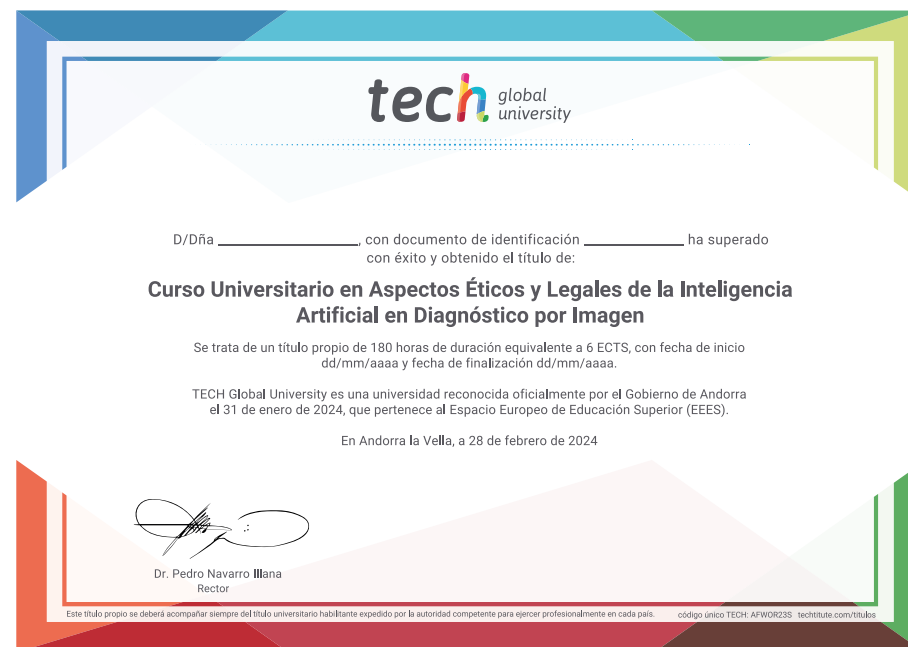 tech global
university
D/Dña ____________________, con documento de identificación ______________ ha superado
con éxito y obtenido el título de:
Curso Universitario en Aspectos Éticos y Legales de la Inteligencia
Artificial en Diagnóstico por Imagen
Se trata de un título propio de 180 horas de duración equivalente a 6 ECTS, con fecha de inicio
dd/mm/aaaa y fecha de finalización dd/mm/aaaa.
TECH Global University es una universidad reconocida oficialmente por el Gobierno de Andorra
el 31 de enero de 2024, que pertenece al Espacio Europeo de Educación Superior (EEES).
En Andorra la Vella, a 28 de febrero de 2024
Dr. Pedro Navarro Illana
Rector
Este título propio se deberá acompañar siempre del título universitario habilitante expedido por la autoridad competente para ejercer profesionalmente en cada país. código único TECH: AFWOR23S techtitute.com/titulos